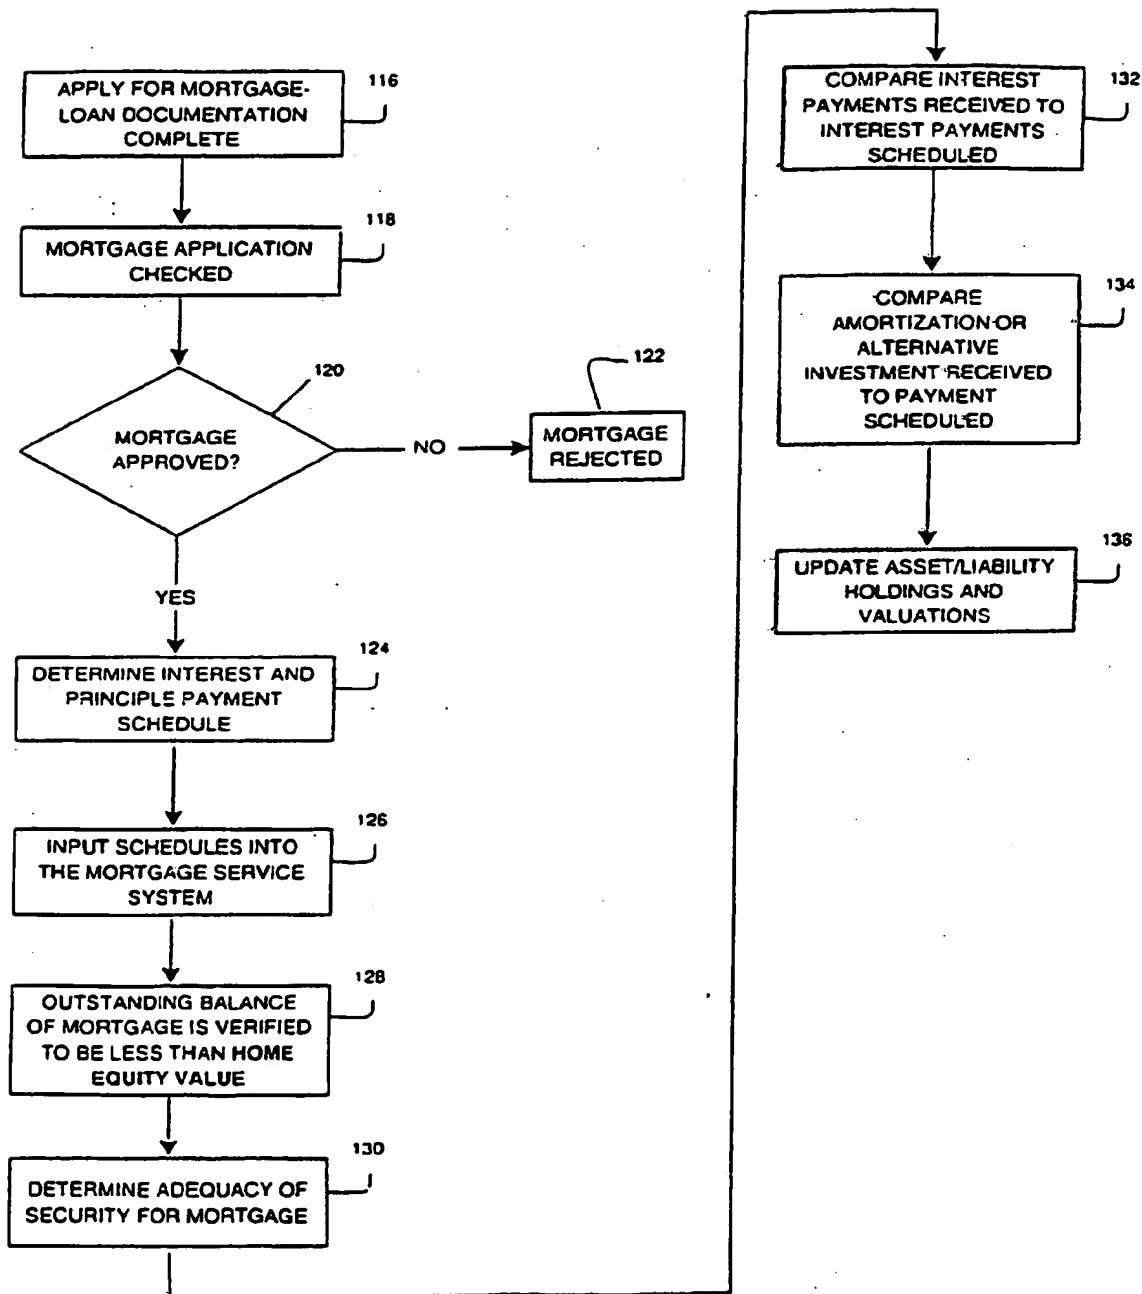 APPLY FOR MORTGAGE-
LOAN DOCUMENTATION
COMPLETE
116
MORTGAGE APPLICATION
CHECKED
118
MORTGAGE
APPROVED?
120
NO
MORTGAGE
REJECTED
122
YES
DETERMINE INTEREST AND
PRINCIPLE PAYMENT
SCHEDULE
124
INPUT SCHEDULES INTO
THE MORTGAGE SERVICE
SYSTEM
126
OUTSTANDING BALANCE
OF MORTGAGE IS VERIFIED
TO BE LESS THAN HOME
EQUITY VALUE
128
DETERMINE ADEQUACY OF
SECURITY FOR MORTGAGE
130
COMPARE INTEREST
PAYMENTS RECEIVED TO
INTEREST PAYMENTS
SCHEDULED
132
COMPARE
AMORTIZATION OR
ALTERNATIVE
INVESTMENT RECEIVED
TO PAYMENT
SCHEDULED
134
UPDATE ASSET/LIABILITY
HOLDINGS AND
VALUATIONS
136